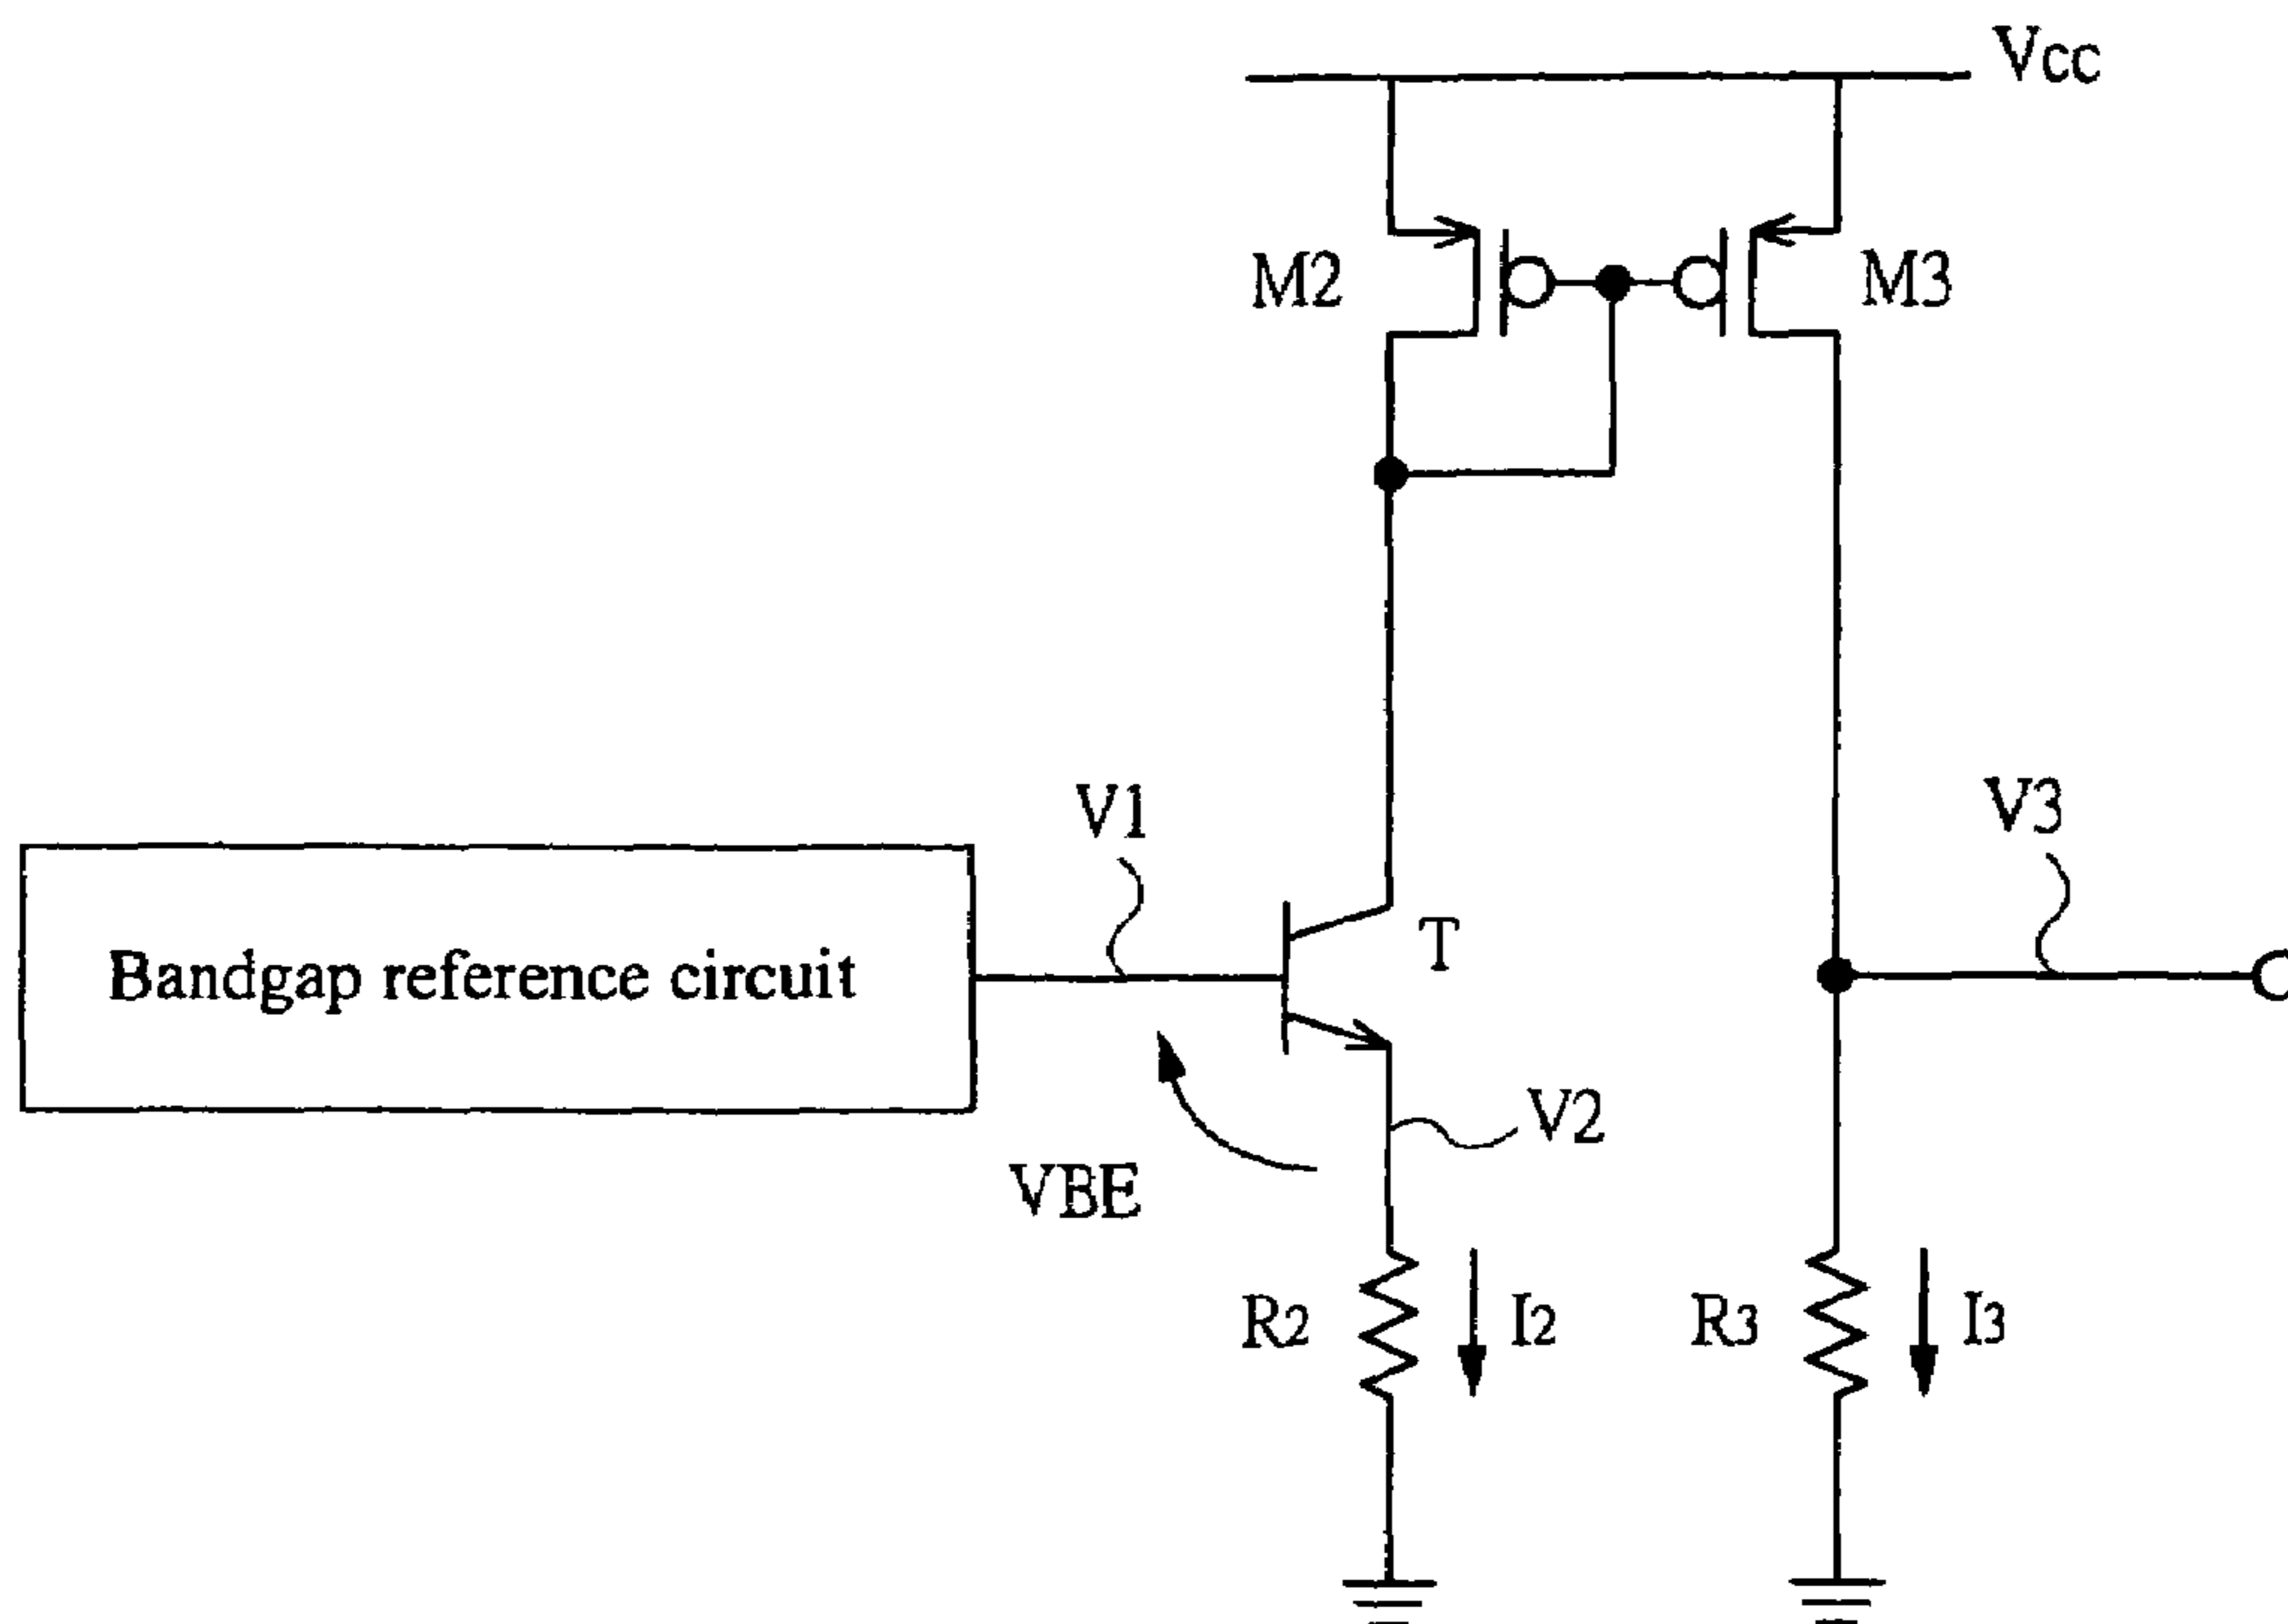 Vcc
M2
M3
V1
V3
T
Bandgap reference circuit
V2
VBE
R2
I2
R3
I3